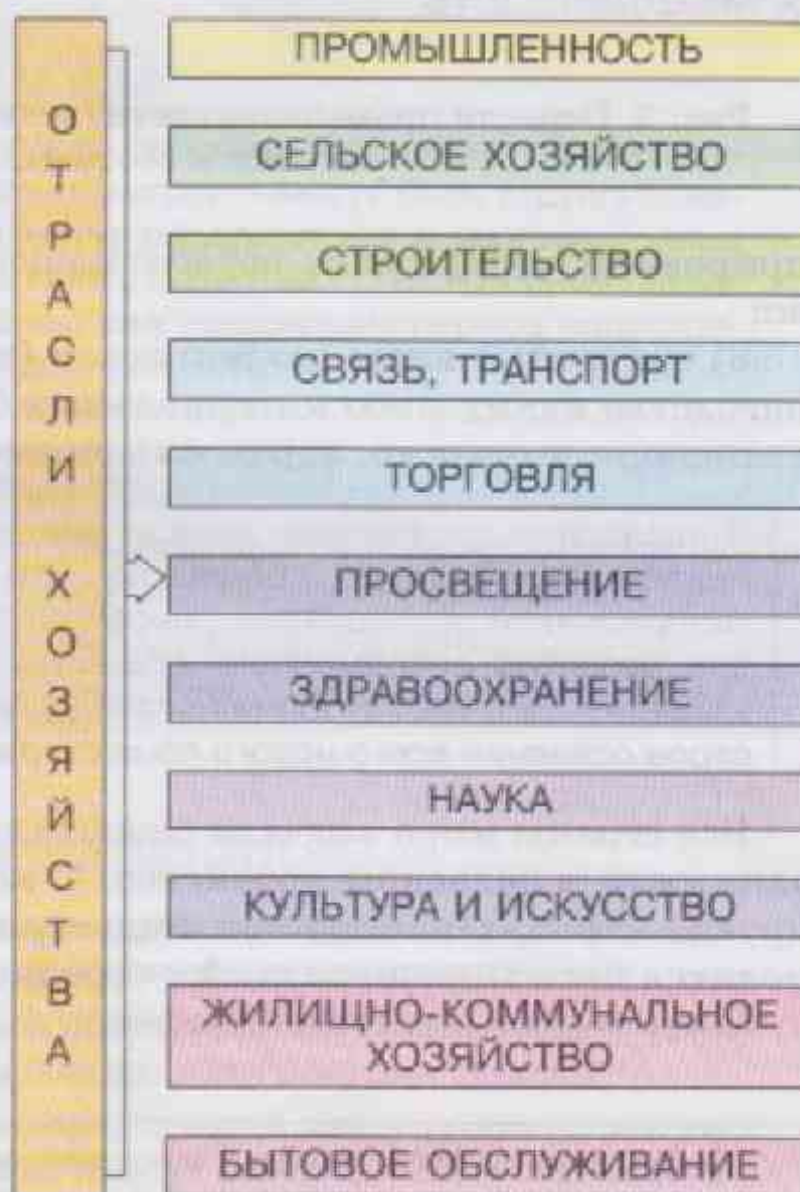 ОТРАСЛИ ХОЗЯЙСТВА
ПРОМЫШЛЕННОСТЬ
СЕЛЬСКОЕ ХОЗЯЙСТВО
СТРОИТЕЛЬСТВО
СВЯЗЬ, ТРАНСПОРТ
ТОРГОВЛЯ
ПРОСВЕЩЕНИЕ
ЗДРАВООХРАНЕНИЕ
НАУКА
КУЛЬТУРА И ИСКУССТВО
ЖИЛИЩНО-КОММУНАЛЬНОЕ
ХОЗЯЙСТВО
БЫТОВОЕ ОБСЛУЖИВАНИЕ